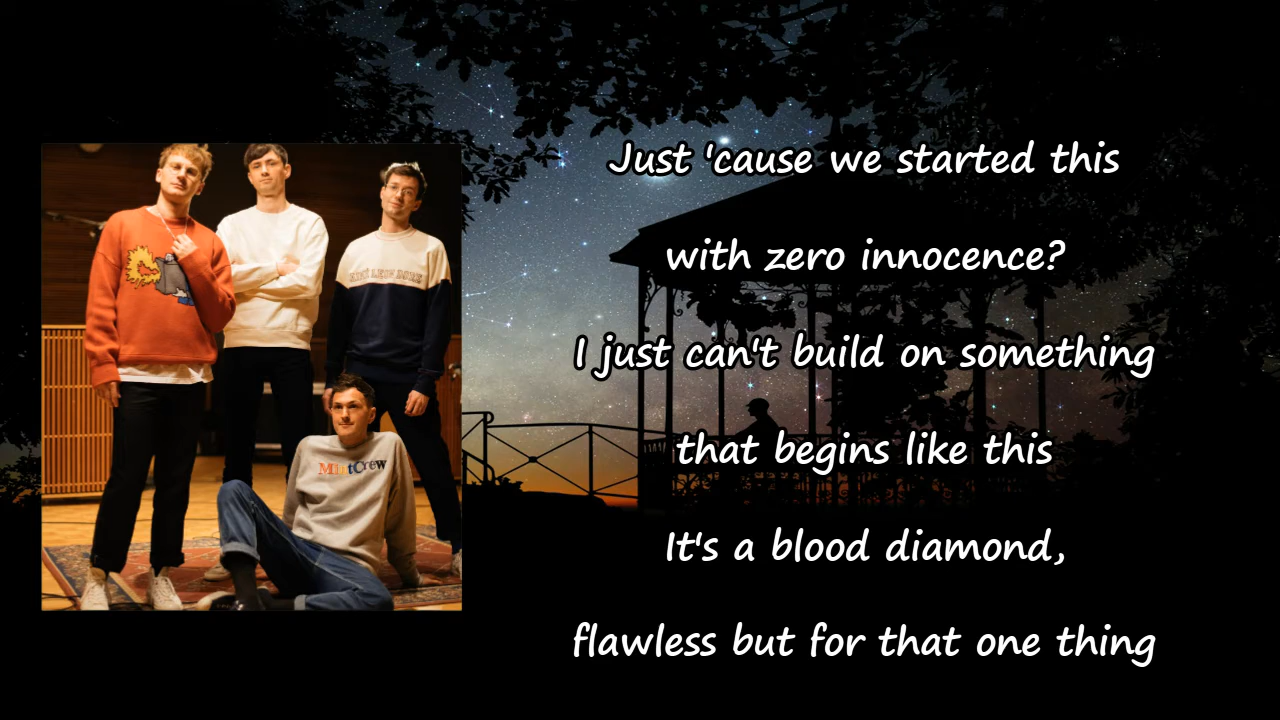 Just 'cause we started this
with zero innocence?
I just can't build on something
that begins like this
It's a blood diamond,
flawless but for that one thing
MintCrew